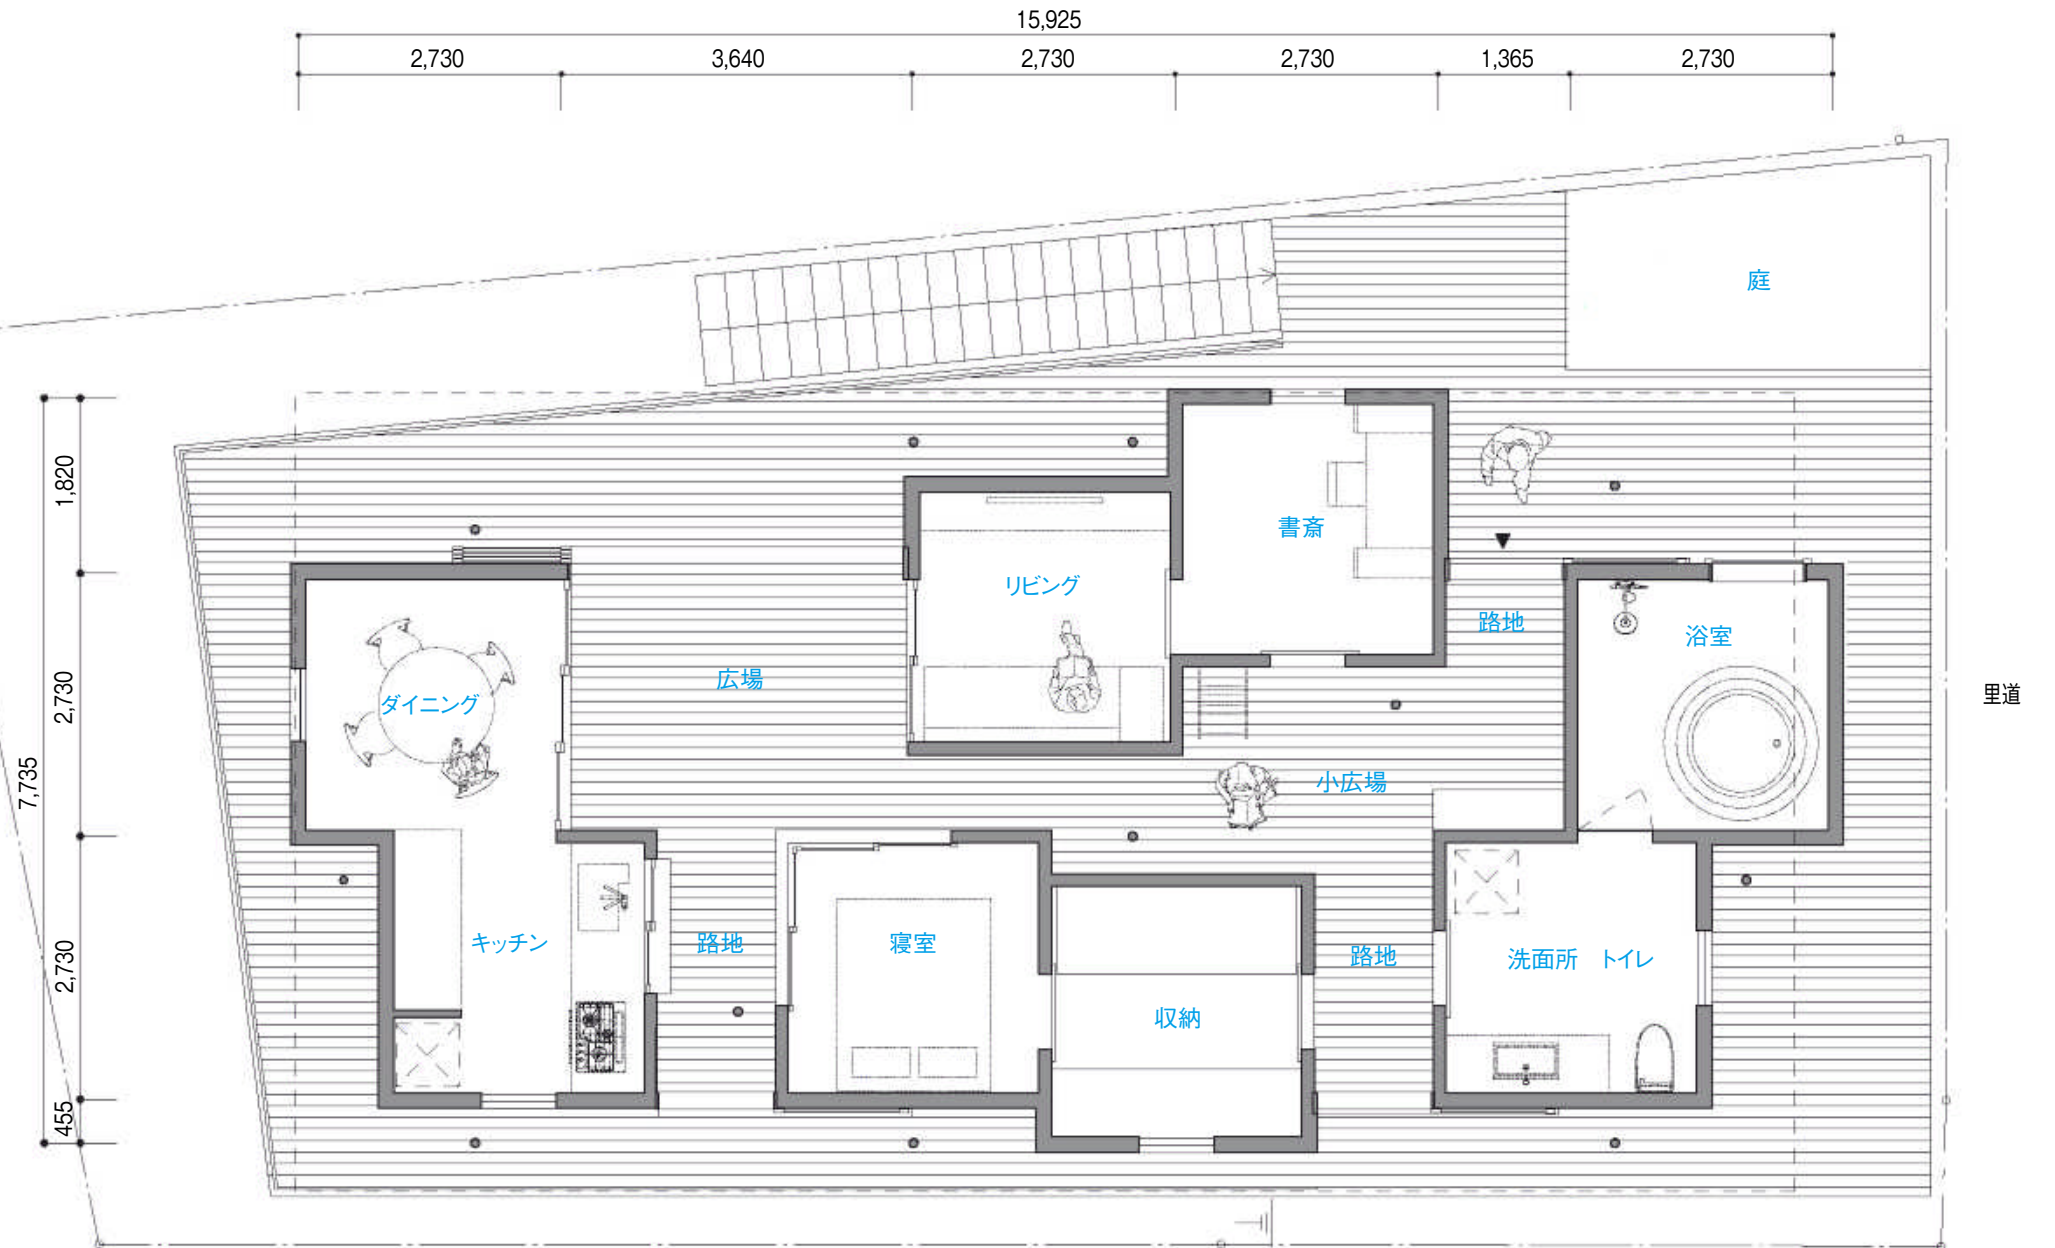 15,925
2,730
3,640
2,730
2,730
1,365
2,730
庭
1,820
書斎
リビング
路地
浴室
広場
ダイニング
2,730
里道
7,735
小広場
キッチン
路地
寝室
路地
洗面所 トイレ
2,730
収納
455